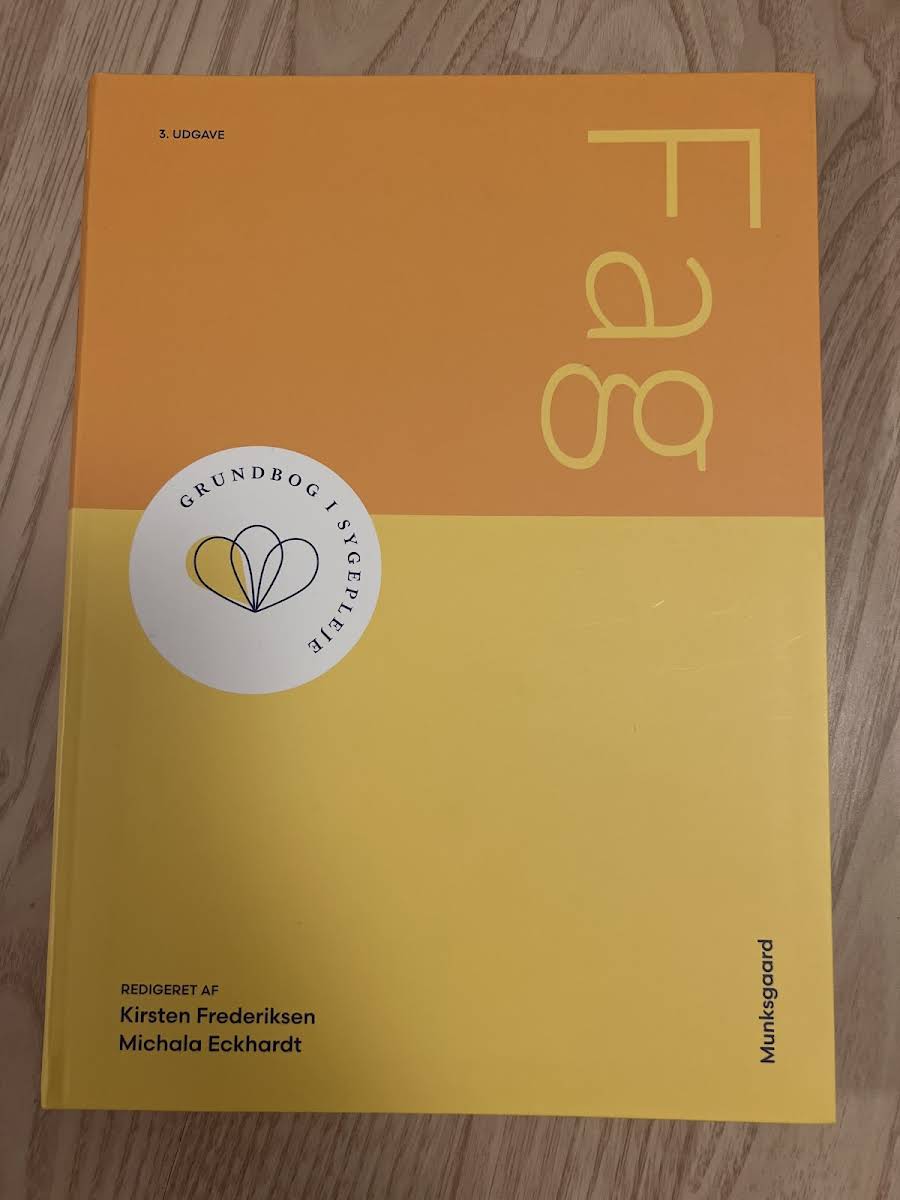 3. UDGAVE
Fag
GRUNDBOG I SYGEPLEJE
REDIGERET AF
Kirsten Frederiksen
Michala Eckhardt
Munksgaard